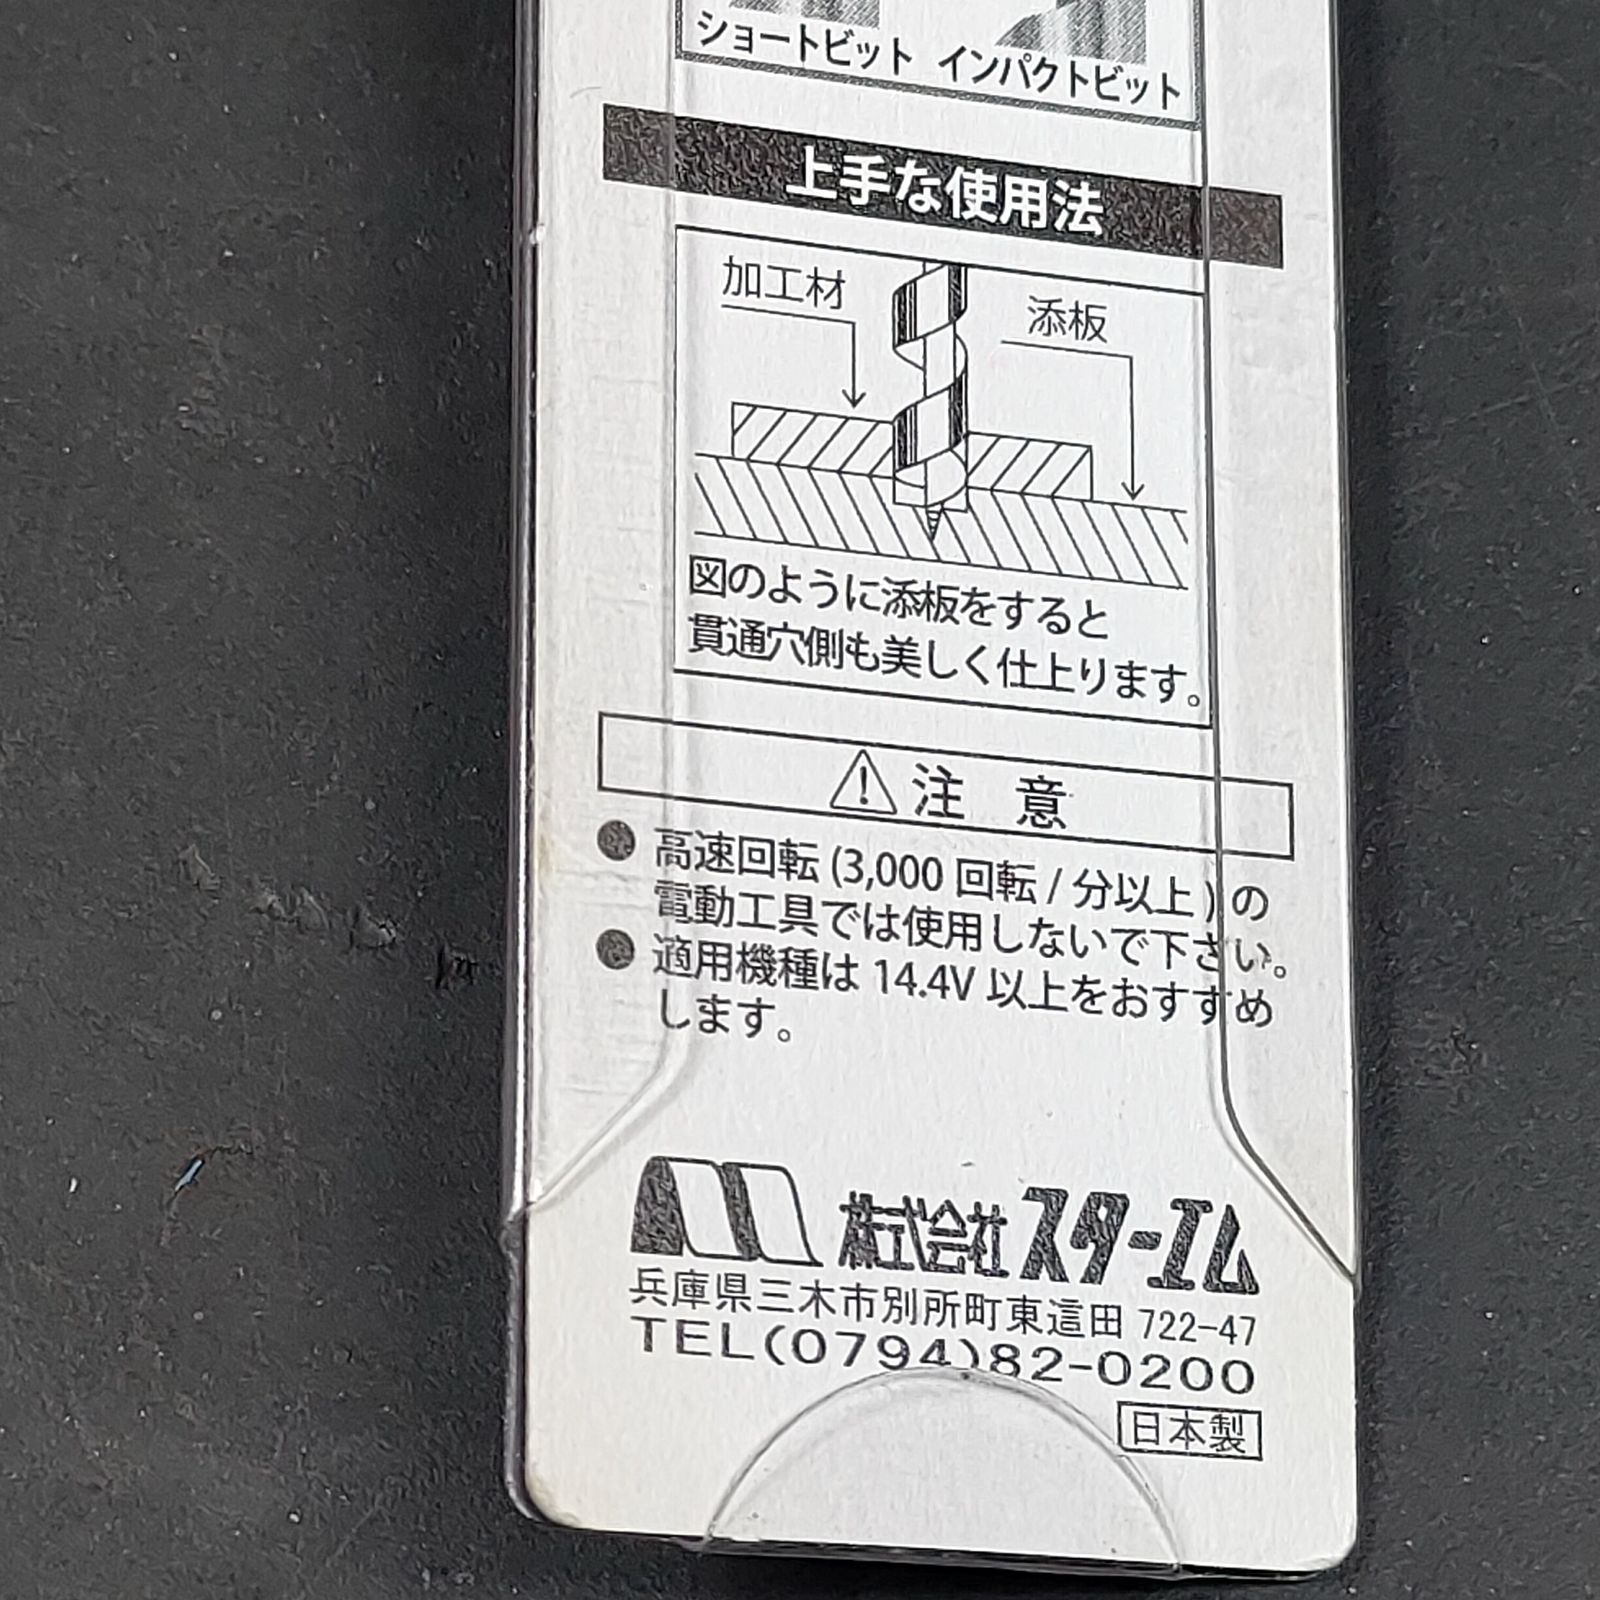 ショートビット インパクトビット
上手な使用法
加工材
添板
図のように添板をすると
貫通穴側も美しく仕上ります。
注 意
● 高速回転 (3,000 回転 / 分以上 ) の
電動工具では使用しないで下さい。
● 適用機種は 14.4V 以上をおすすめ
します。
株式会社 スターエム
兵庫県三木市別所町東這田 722-47
TEL(0794)82-0200
日本製